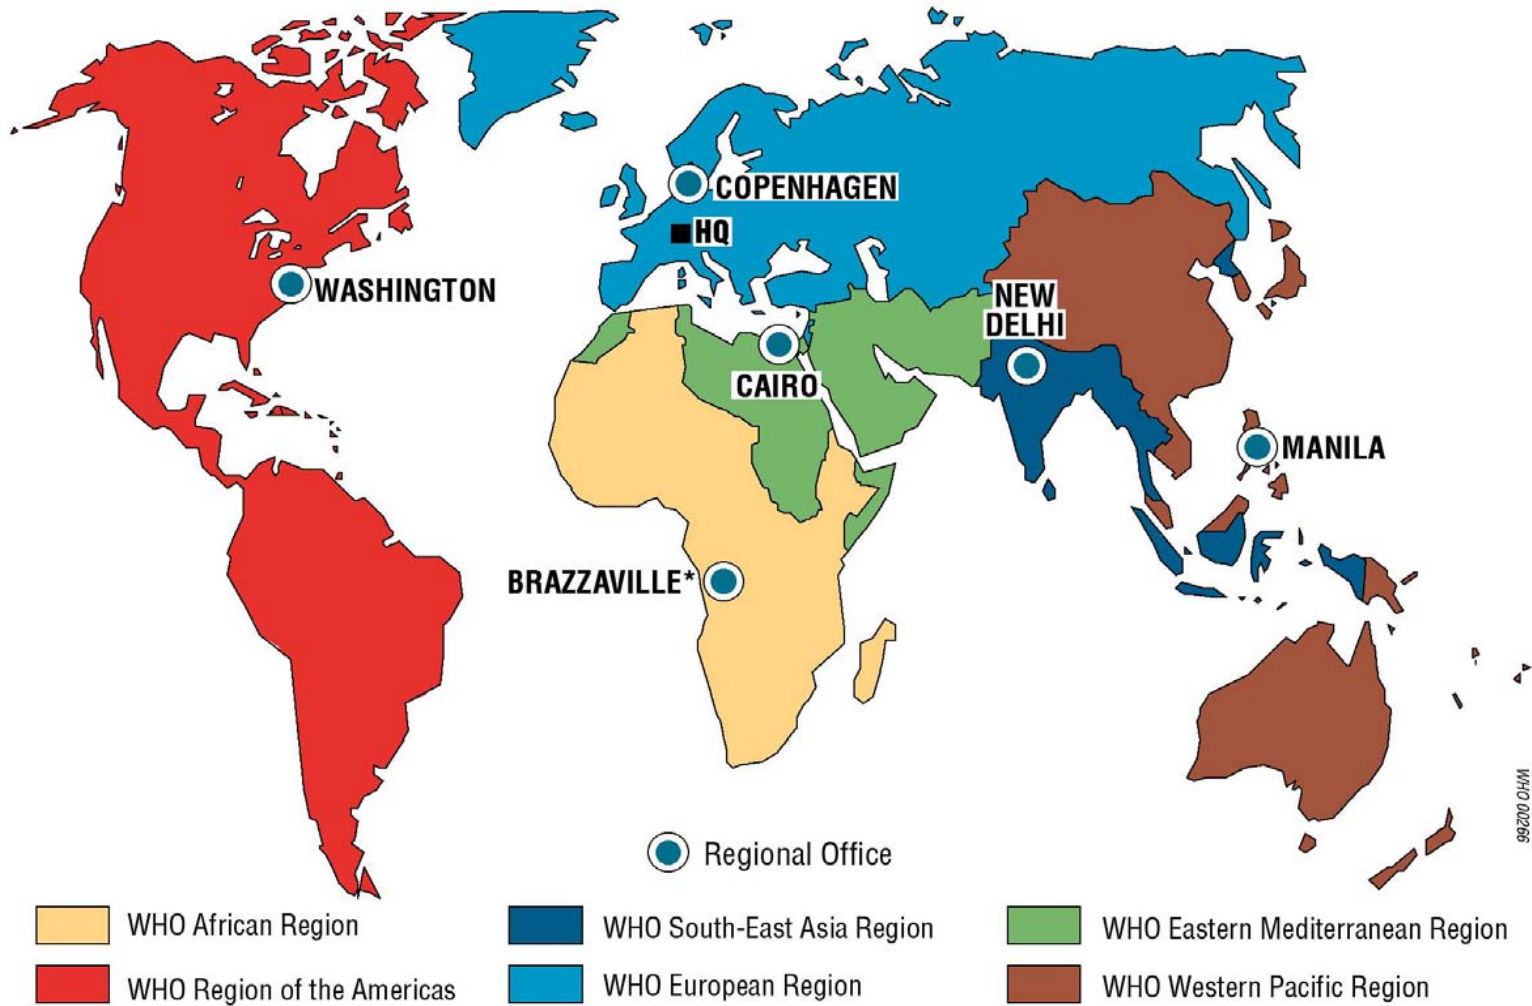 COPENHAGEN
HQ
WASHINGTON
NEW
DELHI
CAIRO
MANILA
BRAZZAVILLE*
WHO 00266
Regional Office
WHO African Region
WHO South-East Asia Region
WHO Eastern Mediterranean Region
WHO Region of the Americas
WHO European Region
WHO Western Pacific Region